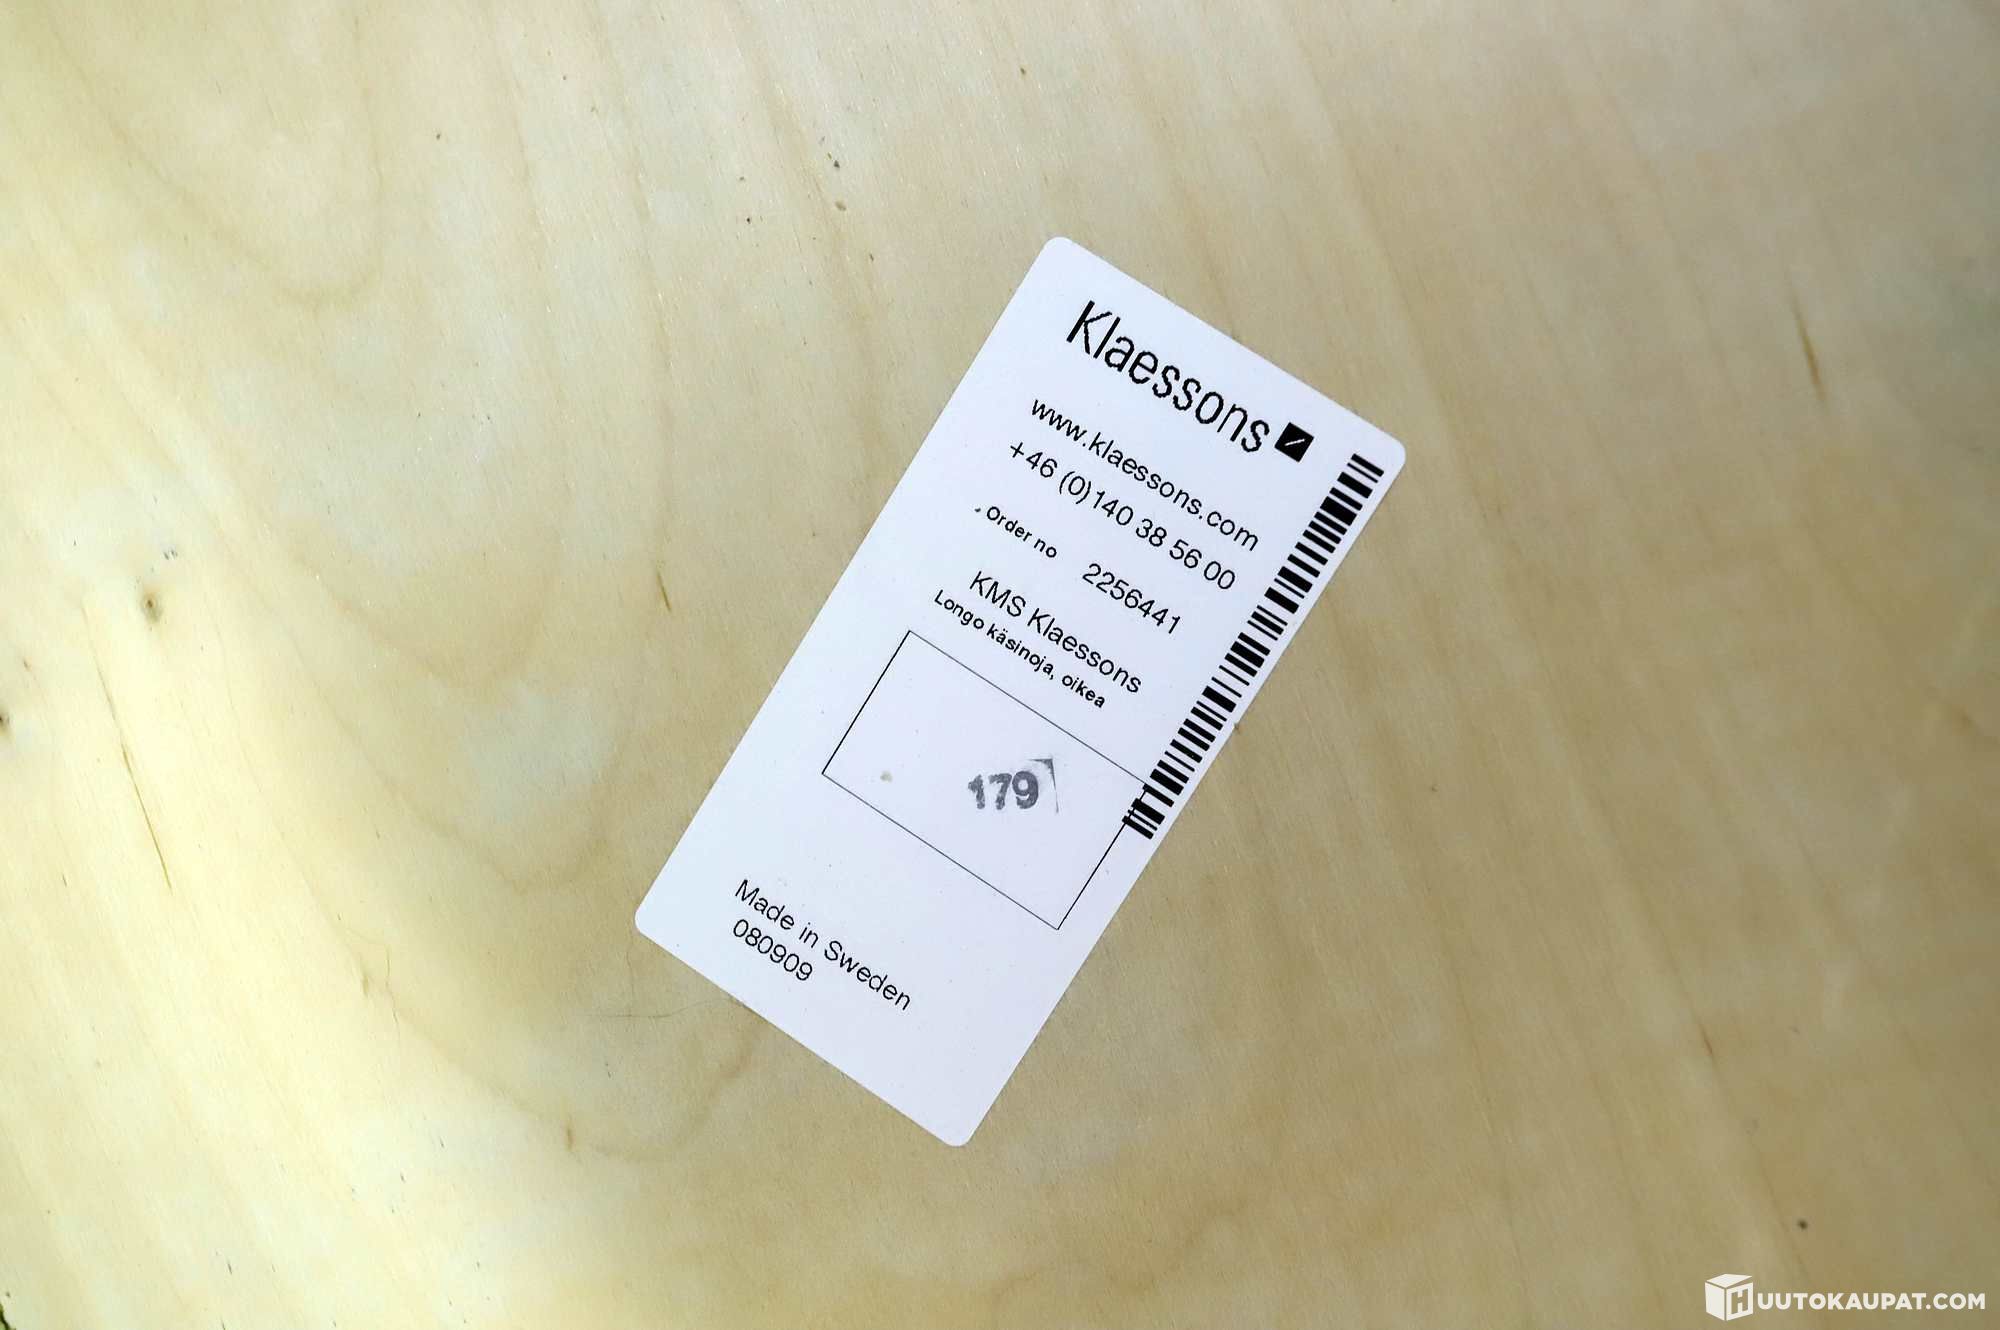 Klaessons
www.klaessons.com
+46 (0)140 38 56 00
Order no 2256441
KMS Klaessons
Longo käsinoja, oikea
179
Made in Sweden
080909
HUUTOKAUPAT.COM